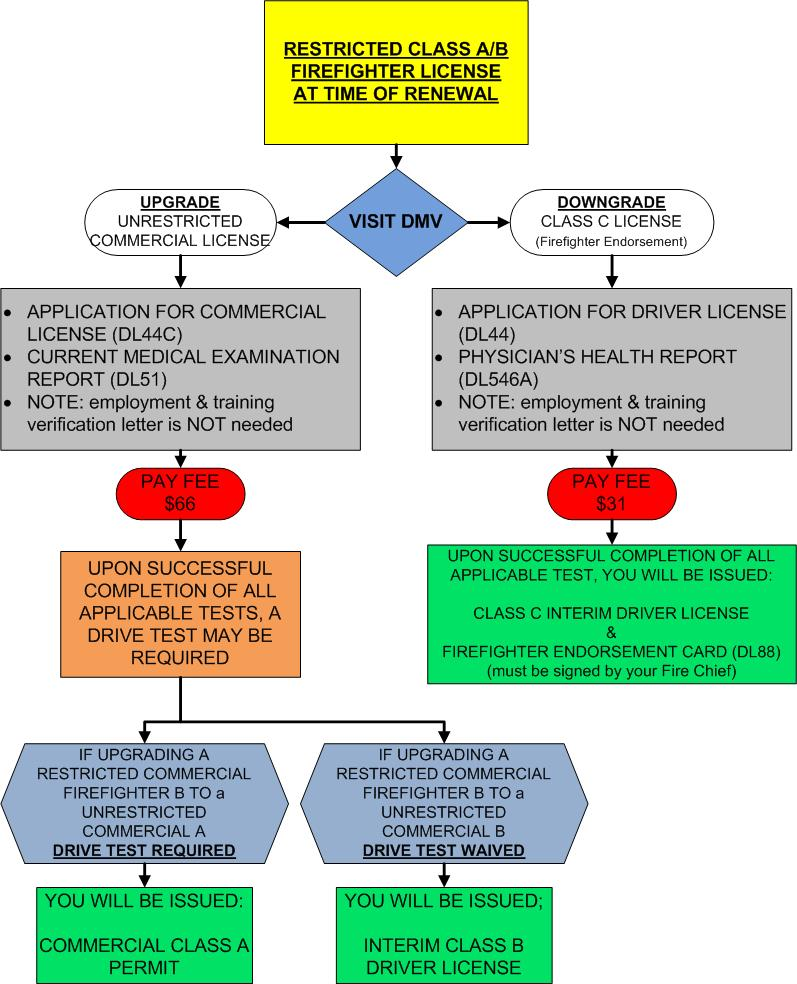 RESTRICTED CLASS A/B
FIREFIGHTER LICENSE
AT TIME OF RENEWAL
VISIT DMV
UPGRADE
UNRESTRICTED
COMMERCIAL LICENSE
• APPLICATION FOR COMMERCIAL
LICENSE (DL44C)
• CURRENT MEDICAL EXAMINATION
REPORT (DL51)
• NOTE: employment & training
verification letter is NOT needed
PAY FEE
$66
UPON SUCCESSFUL
COMPLETION OF ALL
APPLICABLE TESTS, A
DRIVE TEST MAY BE
REQUIRED
IF UPGRADING A
RESTRICTED COMMERCIAL
FIREFIGHTER B TO a
UNRESTRICTED
COMMERCIAL A
DRIVE TEST REQUIRED
YOU WILL BE ISSUED:
COMMERCIAL CLASS A
PERMIT
IF UPGRADING A
RESTRICTED COMMERCIAL
FIREFIGHTER B TO a
UNRESTRICTED
COMMERCIAL B
DRIVE TEST WAIVED
YOU WILL BE ISSUED;
INTERIM CLASS B
DRIVER LICENSE
DOWNGRADE
CLASS C LICENSE
(Firefighter Endorsement)
• APPLICATION FOR DRIVER LICENSE
(DL44)
• PHYSICIAN'S HEALTH REPORT
(DL546A)
• NOTE: employment & training
verification letter is NOT needed
PAY FEE
$31
UPON SUCCESSFUL COMPLETION OF ALL
APPLICABLE TEST, YOU WILL BE ISSUED:
CLASS C INTERIM DRIVER LICENSE
&
FIREFIGHTER ENDORSEMENT CARD (DL88)
(must be signed by your Fire Chief)